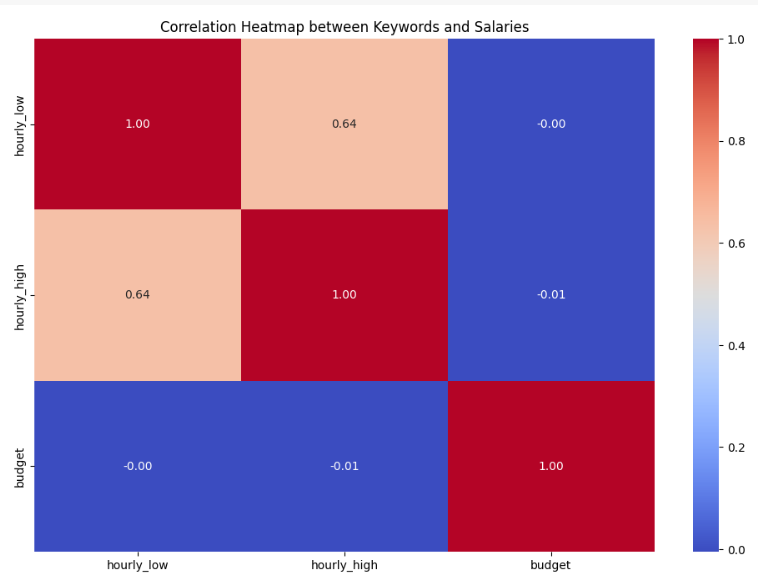 Correlation Heatmap between Keywords and Salaries
hourly_low
1.00
0.64
-0.00
hourly_high
0.64
1.00
-0.01
budget
-0.00
-0.01
1.00
hourly_low
hourly_high
budget
1.0
0.8
0.6
0.4
0.2
0.0